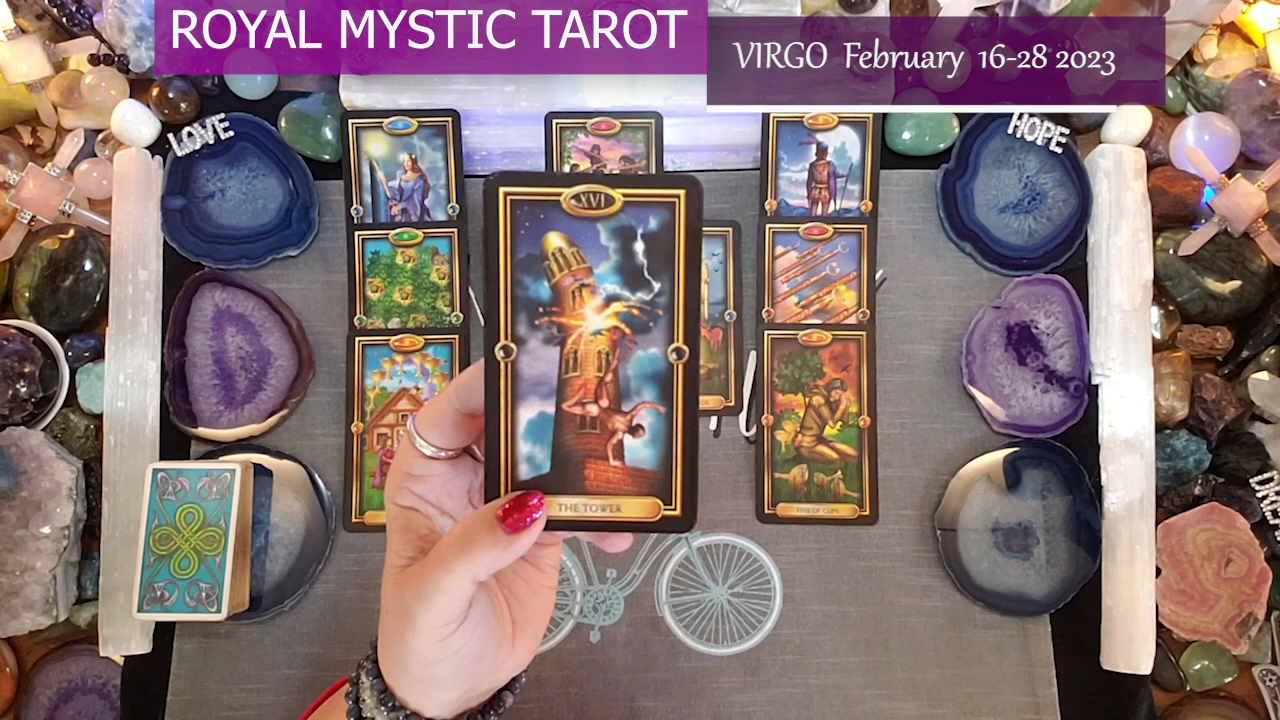 ROYAL MYSTIC TAROT
VIRGO February 16-28 2023
LOVE
HOPE
XVI
THE TOWER
FIVE OF CUPS